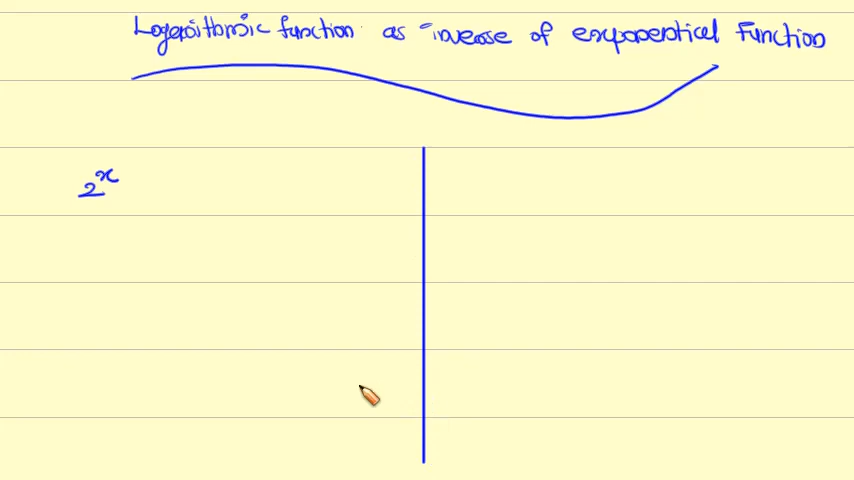 Logarithmic function as inverse of exponential Function
2^x